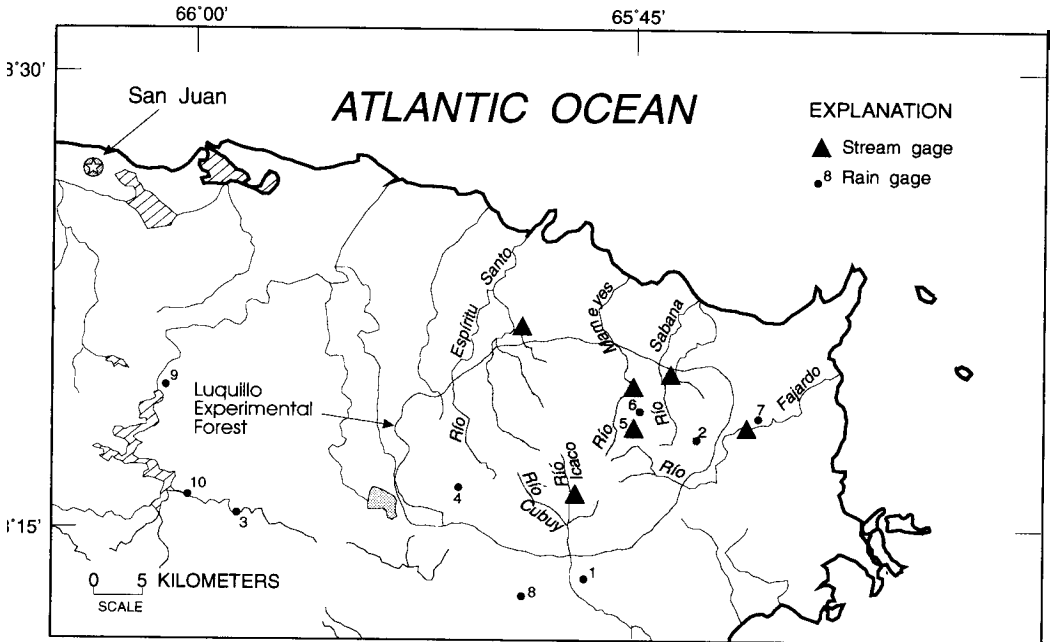 66°00'
65°45'
3°30'
San Juan
ATLANTIC OCEAN
EXPLANATION
Stream gage
8 Rain gage
Espíritu Santo
Mameyes
Sabana
Fajardo
9
Luquillo
Experimental
Forest
Río
Río
Río
Río
6
5
2
7
Río
Icaco
Río
Cubuy
4
10
3
:15'
0 5 KILOMETERS
SCALE
8
1